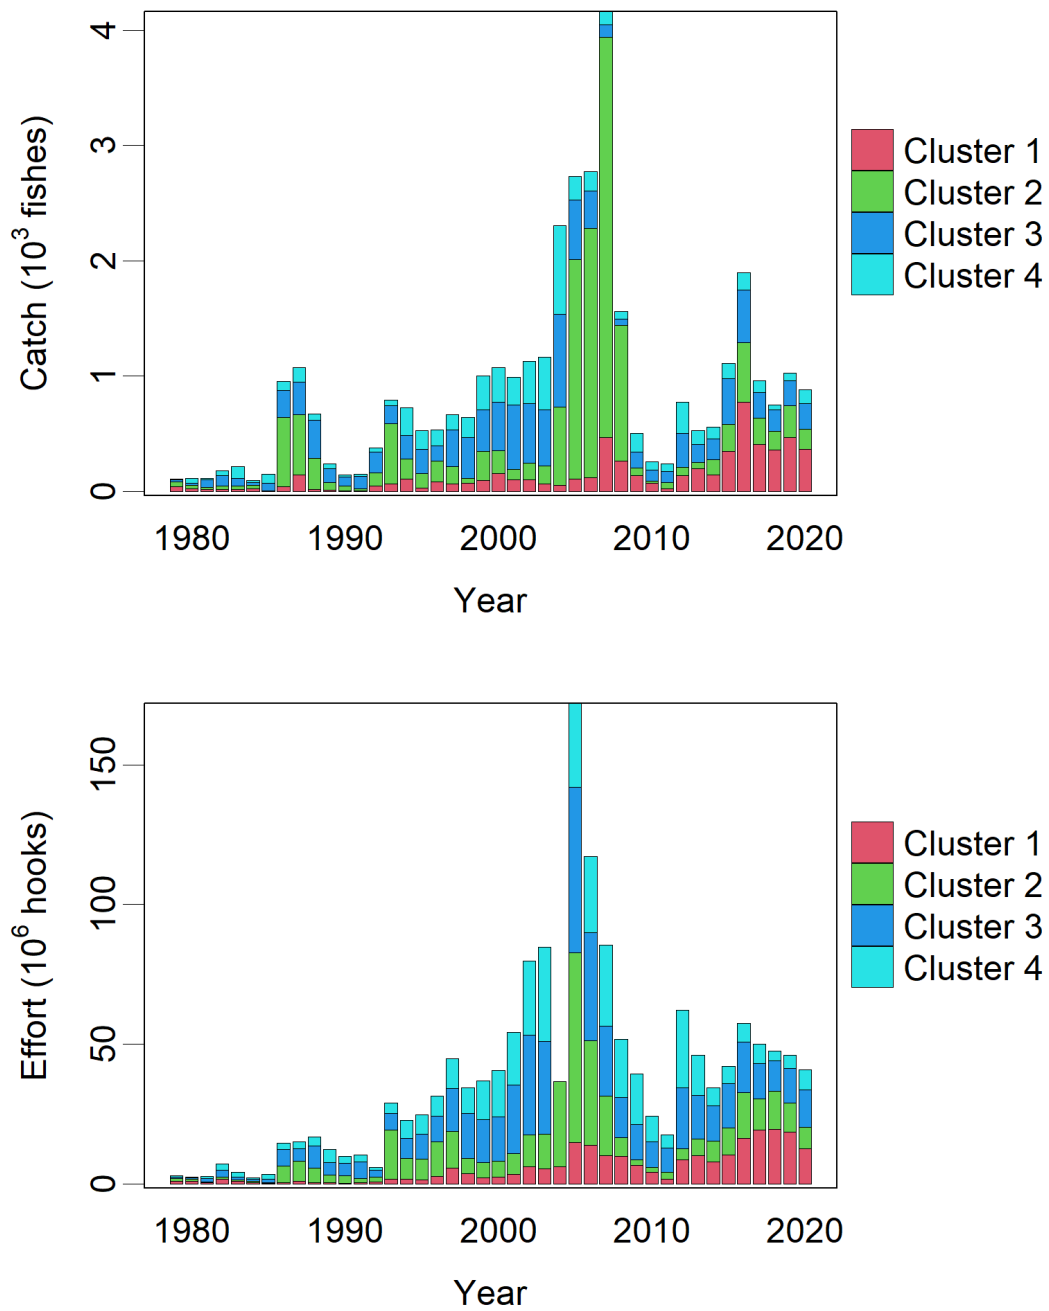 Catch (10³ fishes)
4
3
2
1
0
1980 1990 2000 2010 2020
Year
Cluster 1
Cluster 2
Cluster 3
Cluster 4
Effort (10⁶ hooks)
150
100
50
0
1980 1990 2000 2010 2020
Year
Cluster 1
Cluster 2
Cluster 3
Cluster 4